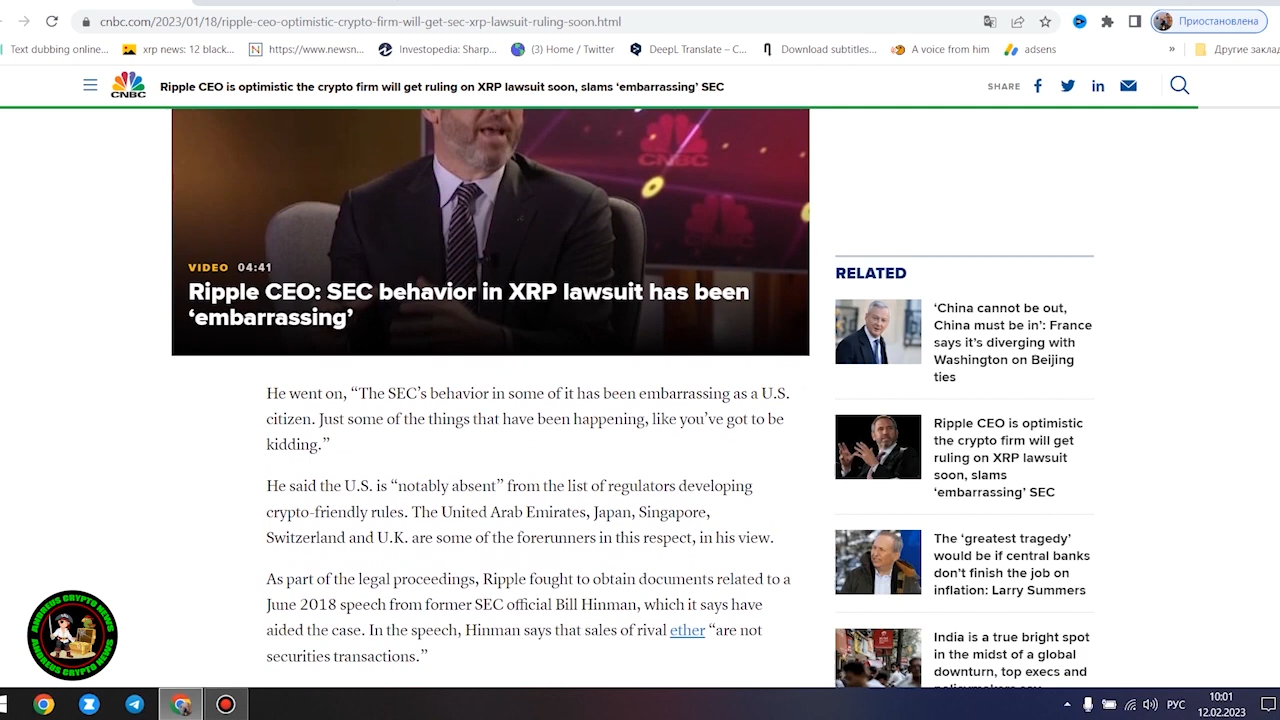 cnbc.com/2023/01/18/ripple-ceo-optimistic-crypto-firm-will-get-sec-xrp-lawsuit-ruling-soon.html
Приостановлена
Text dubbing online...
xrp news: 12 black...
https://www.newsn...
Investopedia: Sharp...
(3) Home / Twitter
DeepL Translate – C...
Download subtitles...
A voice from him
adsens
»
Другие закла
CNBC
Ripple CEO is optimistic the crypto firm will get ruling on XRP lawsuit soon, slams ‘embarrassing’ SEC
SHARE
CNBC
VIDEO 04:41
Ripple CEO: SEC behavior in XRP lawsuit has been
‘embarrassing’
He went on, “The SEC’s behavior in some of it has been embarrassing as a U.S.
citizen. Just some of the things that have been happening, like you’ve got to be
kidding.”
He said the U.S. is “notably absent” from the list of regulators developing
crypto-friendly rules. The United Arab Emirates, Japan, Singapore,
Switzerland and U.K. are some of the forerunners in this respect, in his view.
As part of the legal proceedings, Ripple fought to obtain documents related to a
June 2018 speech from former SEC official Bill Hinman, which it says have
aided the case. In the speech, Hinman says that sales of rival ether “are not
securities transactions.”
RELATED
‘China cannot be out,
China must be in’: France
says it’s diverging with
Washington on Beijing
ties
Ripple CEO is optimistic
the crypto firm will get
ruling on XRP lawsuit
soon, slams
‘embarrassing’ SEC
The ‘greatest tragedy’
would be if central banks
don’t finish the job on
inflation: Larry Summers
India is a true bright spot
in the midst of a global
downturn, top execs and
policymakers say
ANDREUS CRYPTO NEWS
ANDREUS CRYPTO NEWS
РУС
10:01
12.02.2023